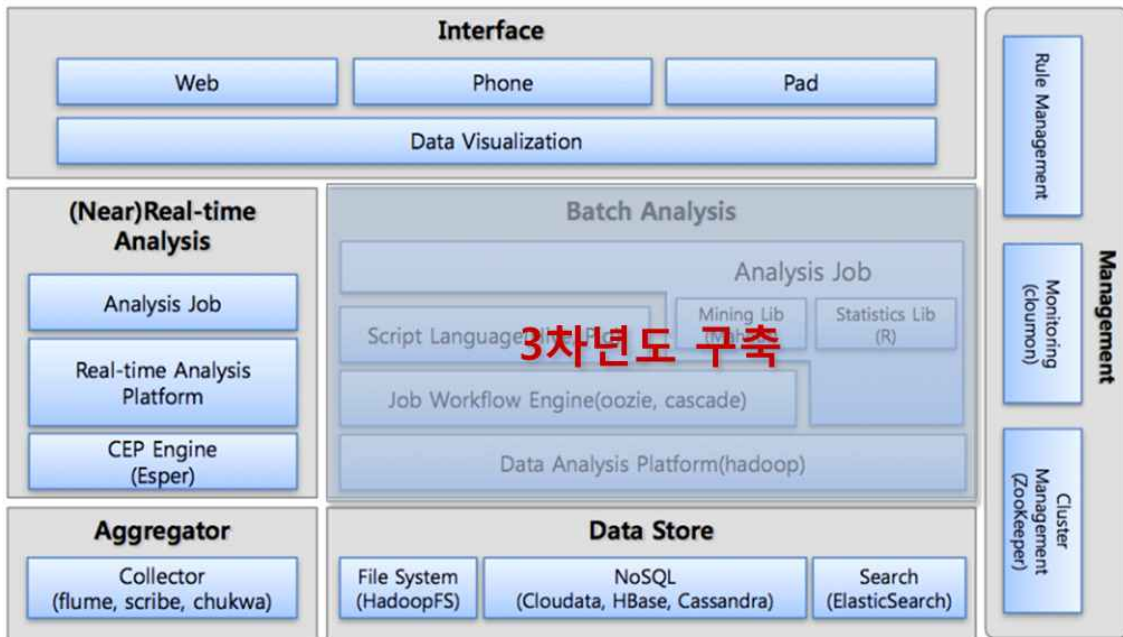 Interface
Web
Phone
Pad
Data Visualization
(Near)Real-time
Analysis
Analysis Job
Real-time Analysis
Platform
CEP Engine
(Esper)
Batch Analysis
Analysis Job
Script Language
Mining Lib
Statistics Lib
(R)
3차년도 구축
Job Workflow Engine(oozie, cascade)
Data Analysis Platform(hadoop)
Aggregator
Collector
(flume, scribe, chukwa)
Data Store
File System
(HadoopFS)
NoSQL
(Cloudata, HBase, Cassandra)
Search
(ElasticSearch)
Rule Management
Monitoring
(cloumon)
Cluster
Management
(ZooKeeper)
Management